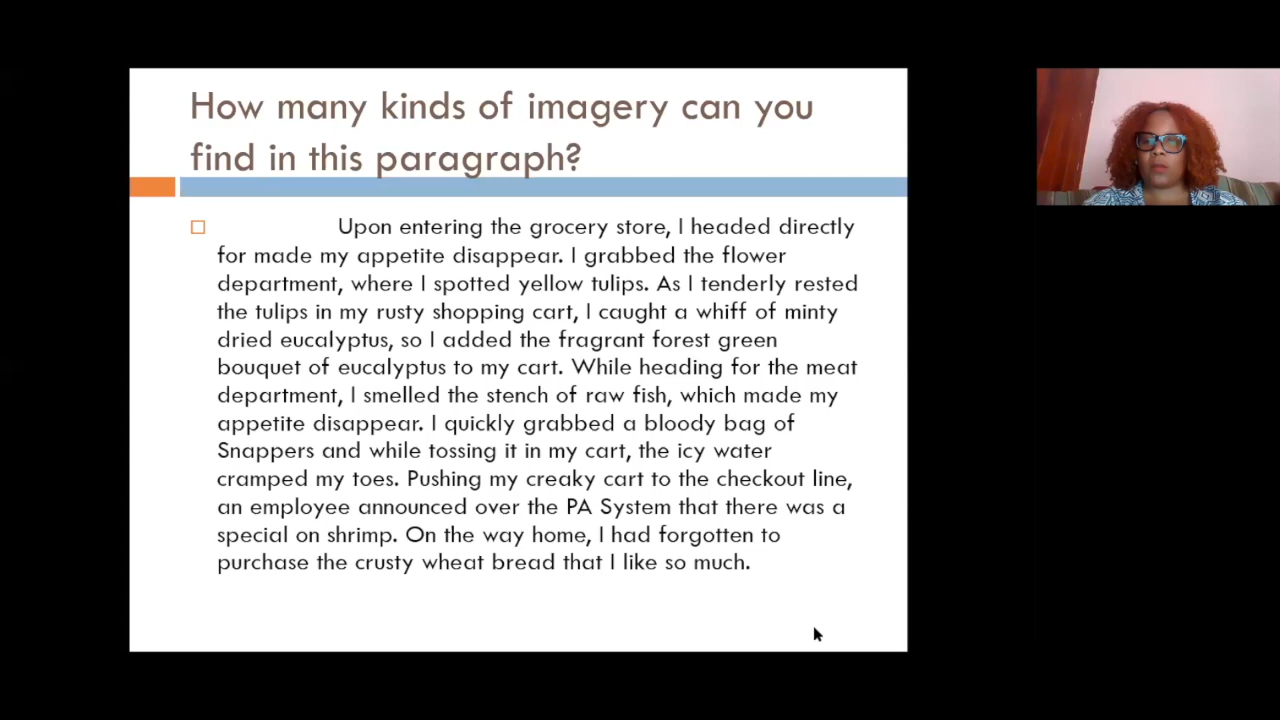 How many kinds of imagery can you
find in this paragraph?
Upon entering the grocery store, I headed directly
for made my appetite disappear. I grabbed the flower
department, where I spotted yellow tulips. As I tenderly rested
the tulips in my rusty shopping cart, I caught a whiff of minty
dried eucalyptus, so I added the fragrant forest green
bouquet of eucalyptus to my cart. While heading for the meat
department, I smelled the stench of raw fish, which made my
appetite disappear. I quickly grabbed a bloody bag of
Snappers and while tossing it in my cart, the icy water
cramped my toes. Pushing my creaky cart to the checkout line,
an employee announced over the PA System that there was a
special on shrimp. On the way home, I had forgotten to
purchase the crusty wheat bread that I like so much.